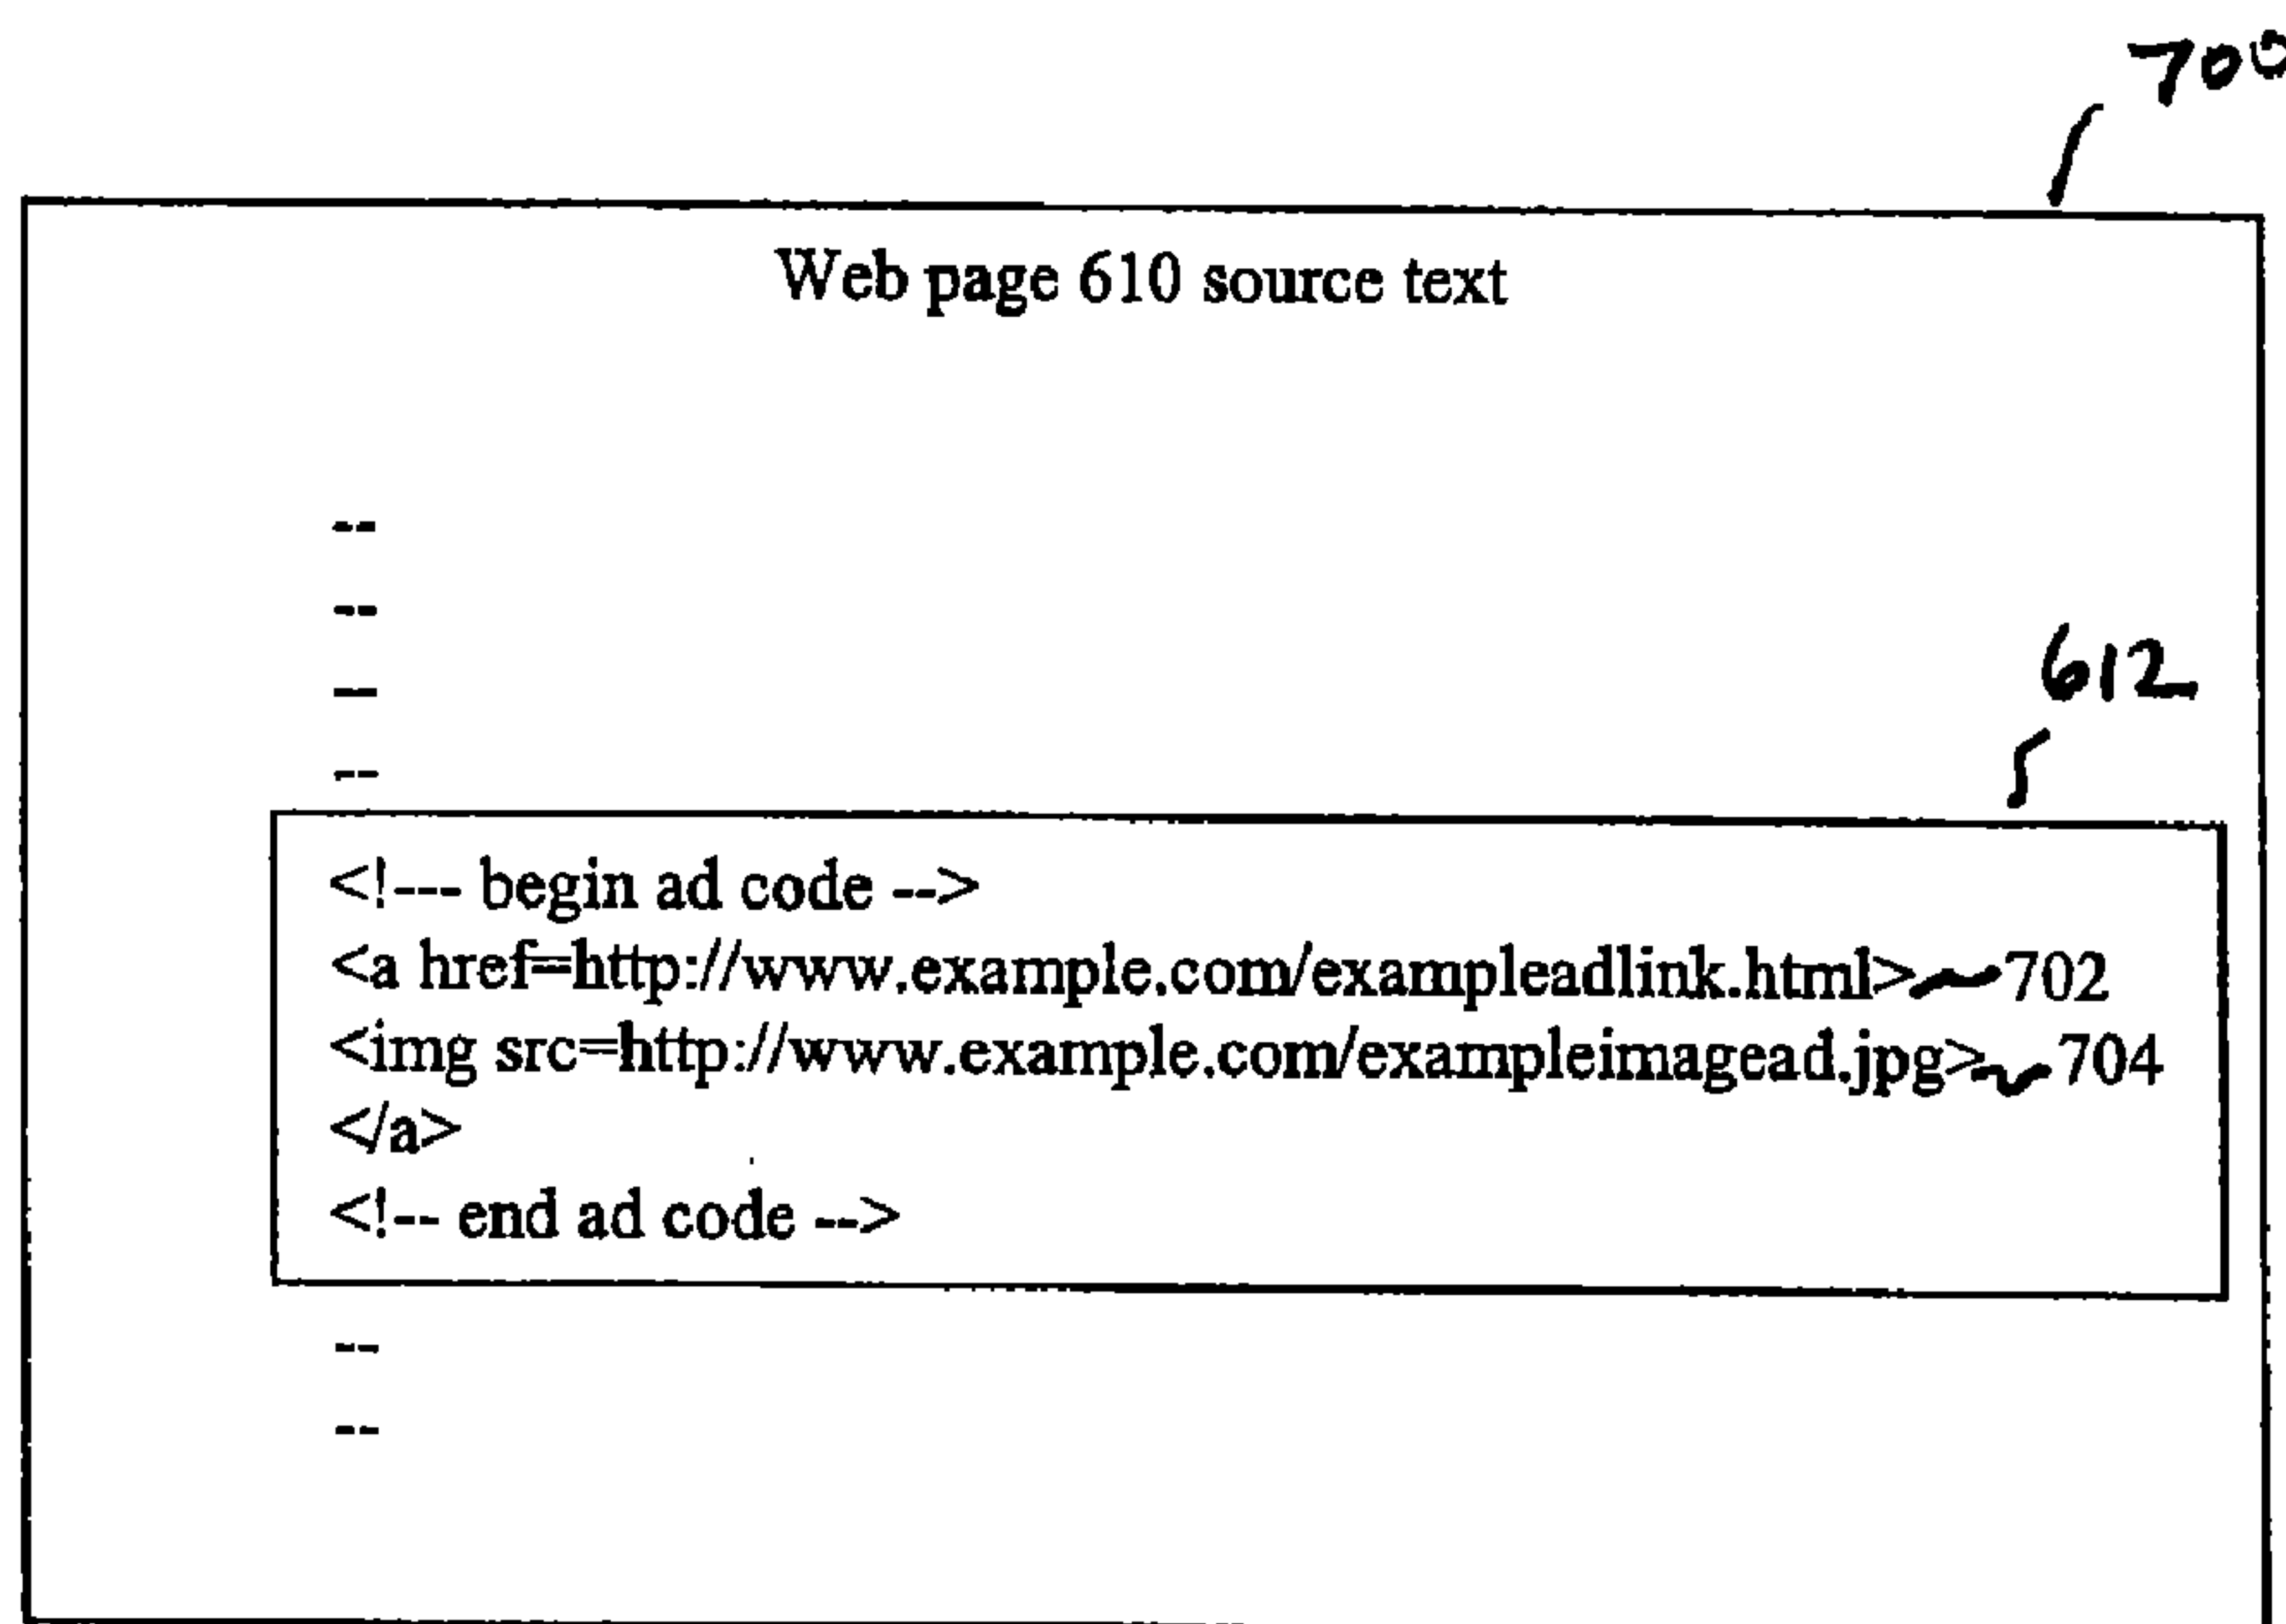 700
Web page 610 source text
--
--
--
--
612
<!--- begin ad code -->
<a href=http://www.example.com/exampleadlink.html> 702
<img src=http://www.example.com/exampleimagead.jpg> 704
</a>
<!-- end ad code -->
--
--